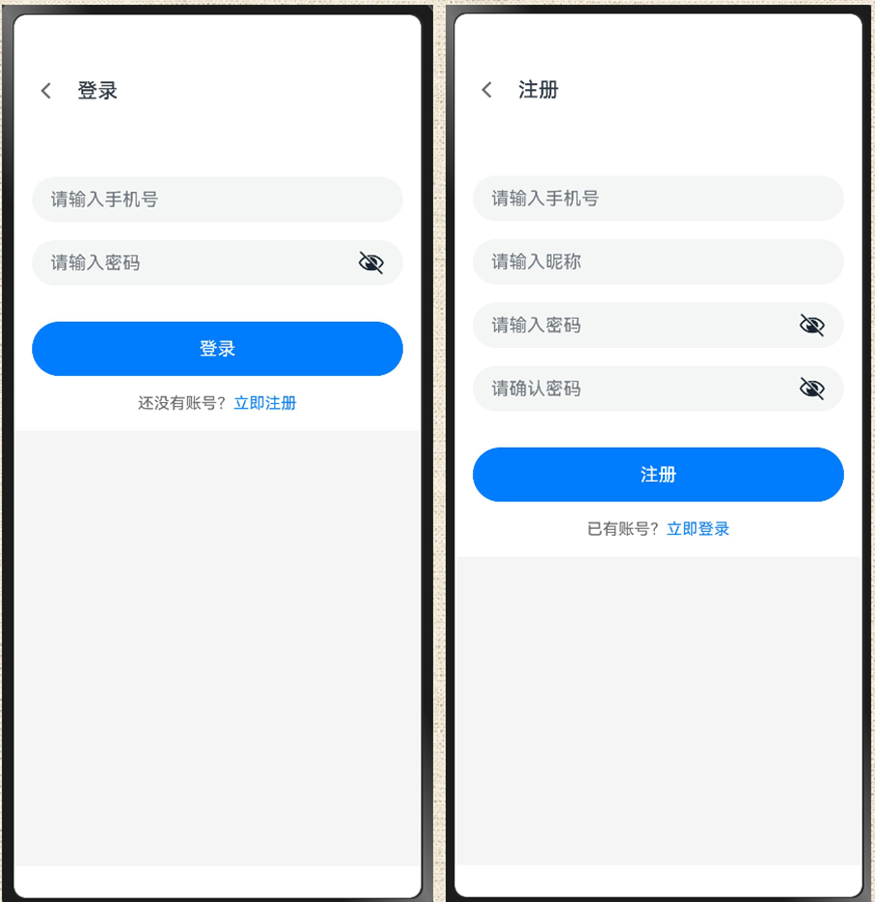 登录
请输入手机号
请输入密码
登录
还没有账号？立即注册
注册
请输入手机号
请输入昵称
请输入密码
请确认密码
注册
已有账号？立即登录